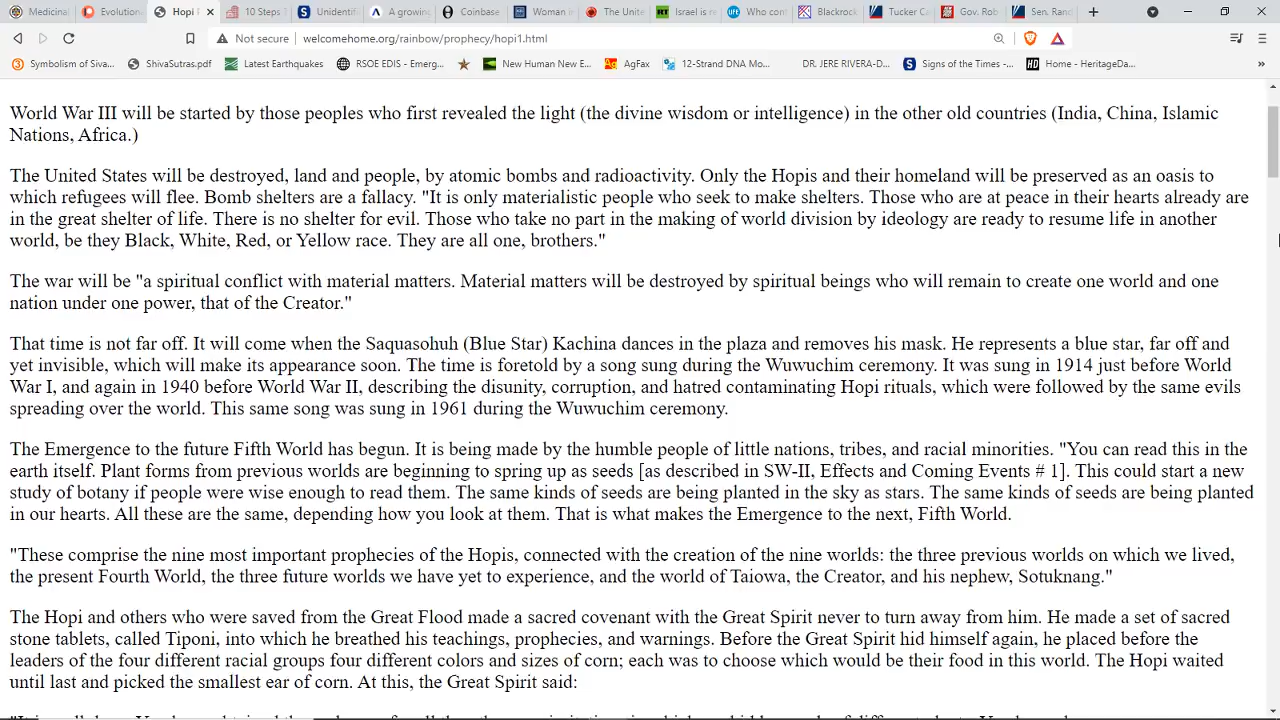 Medicinal
Evolution
Hopi P
10 Steps
Unidentif
A growing
Coinbase
Woman in
The Unite
Israel is re
Who cont
Blackrock
Tucker Ca
Gov. Rob
Sen. Rand
Not secure
welcomehome.org/rainbow/prophecy/hopi1.html
Symbolism of Siva...
ShivaSutras.pdf
Latest Earthquakes
RSOE EDIS - Emerg...
New Human New E...
AgFax
12-Strand DNA Mo...
DR. JERE RIVERA-D...
Signs of the Times -...
Home - HeritageDa...
World War III will be started by those peoples who first revealed the light (the divine wisdom or intelligence) in the other old countries (India, China, Islamic
Nations, Africa.)
The United States will be destroyed, land and people, by atomic bombs and radioactivity. Only the Hopis and their homeland will be preserved as an oasis to
which refugees will flee. Bomb shelters are a fallacy. "It is only materialistic people who seek to make shelters. Those who are at peace in their hearts already are
in the great shelter of life. There is no shelter for evil. Those who take no part in the making of world division by ideology are ready to resume life in another
world, be they Black, White, Red, or Yellow race. They are all one, brothers."
The war will be "a spiritual conflict with material matters. Material matters will be destroyed by spiritual beings who will remain to create one world and one
nation under one power, that of the Creator."
That time is not far off. It will come when the Saquasohuh (Blue Star) Kachina dances in the plaza and removes his mask. He represents a blue star, far off and
yet invisible, which will make its appearance soon. The time is foretold by a song sung during the Wuwuchim ceremony. It was sung in 1914 just before World
War I, and again in 1940 before World War II, describing the disunity, corruption, and hatred contaminating Hopi rituals, which were followed by the same evils
spreading over the world. This same song was sung in 1961 during the Wuwuchim ceremony.
The Emergence to the future Fifth World has begun. It is being made by the humble people of little nations, tribes, and racial minorities. "You can read this in the
earth itself. Plant forms from previous worlds are beginning to spring up as seeds [as described in SW-II, Effects and Coming Events # 1]. This could start a new
study of botany if people were wise enough to read them. The same kinds of seeds are being planted in the sky as stars. The same kinds of seeds are being planted
in our hearts. All these are the same, depending how you look at them. That is what makes the Emergence to the next, Fifth World.
"These comprise the nine most important prophecies of the Hopis, connected with the creation of the nine worlds: the three previous worlds on which we lived,
the present Fourth World, the three future worlds we have yet to experience, and the world of Taiowa, the Creator, and his nephew, Sotuknang."
The Hopi and others who were saved from the Great Flood made a sacred covenant with the Great Spirit never to turn away from him. He made a set of sacred
stone tablets, called Tiponi, into which he breathed his teachings, prophecies, and warnings. Before the Great Spirit hid himself again, he placed before the
leaders of the four different racial groups four different colors and sizes of corn; each was to choose which would be their food in this world. The Hopi waited
until last and picked the smallest ear of corn. At this, the Great Spirit said: